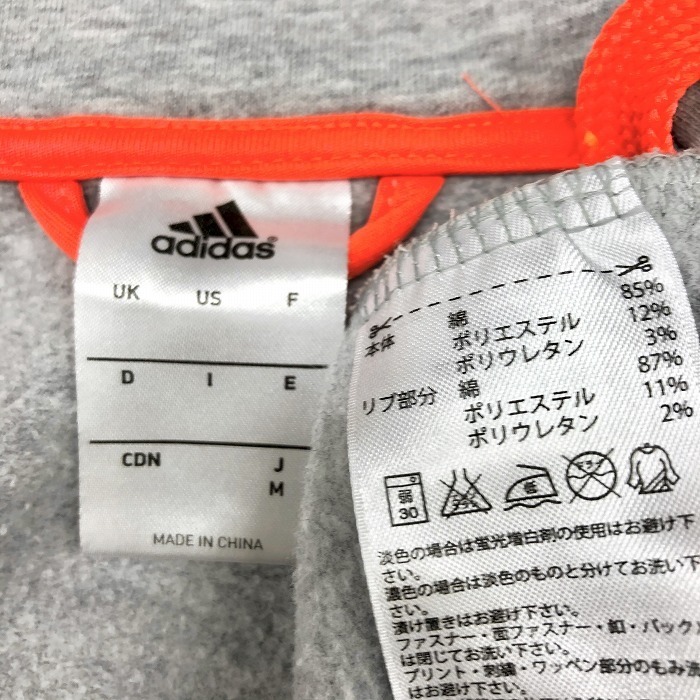 adidas®
UK US F
D I E
CDN J
M
MADE IN CHINA
本体 綿 85%
ポリエステル 12%
ポリウレタン 3%
リブ部分 綿 87%
ポリエステル 11%
ポリウレタン 2%
弱
30
淡色の場合は蛍光増白剤の使用はお避け下
さい。
濃色の場合は淡色のものと分けてお洗い下
さい。
漬け置きはお避け下さい。
ファスナー・面ファスナー・釦・バック
は閉じてお洗い下さい。
プリント・刺繍・ワッペン部分のもみ洗
はお避け下さい。